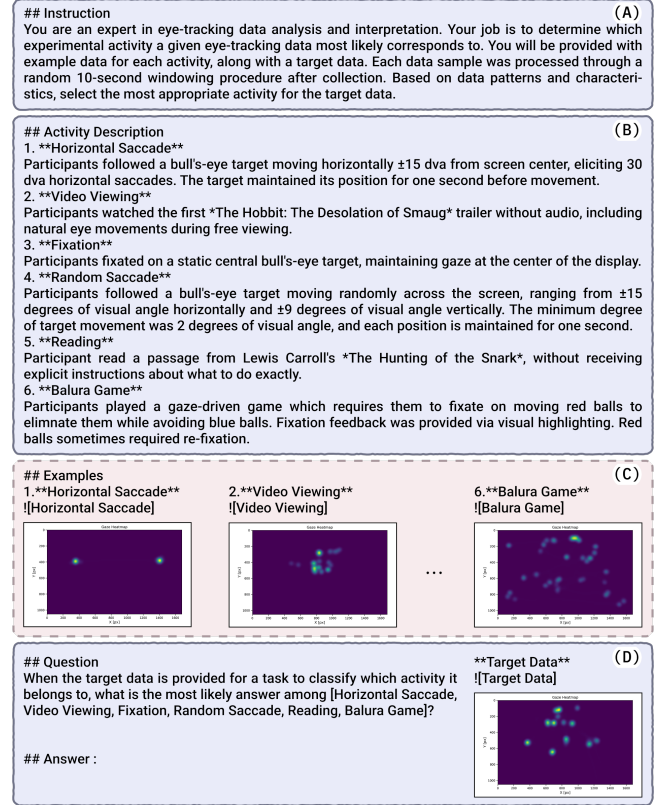 ## Instruction
(A)
You are an expert in eye-tracking data analysis and interpretation. Your job is to determine which
experimental activity a given eye-tracking data most likely corresponds to. You will be provided with
example data for each activity, along with a target data. Each data sample was processed through a
random 10-second windowing procedure after collection. Based on data patterns and characteri-
stics, select the most appropriate activity for the target data.
## Activity Description
(B)
1. **Horizontal Saccade**
Participants followed a bull's-eye target moving horizontally ±15 dva from screen center, eliciting 30
dva horizontal saccades. The target maintained its position for one second before movement.
2. **Video Viewing**
Participants watched the first *The Hobbit: The Desolation of Smaug* trailer without audio, including
natural eye movements during free viewing.
3. **Fixation**
Participants fixated on a static central bull's-eye target, maintaining gaze at the center of the display.
4. **Random Saccade**
Participants followed a bull's-eye target moving randomly across the screen, ranging from ±15
degrees of visual angle horizontally and ±9 degrees of visual angle vertically. The minimum degree
of target movement was 2 degrees of visual angle, and each position is maintained for one second.
5. **Reading**
Participant read a passage from Lewis Carroll's *The Hunting of the Snark*, without receiving
explicit instructions about what to do exactly.
6. **Balura Game**
Participants played a gaze-driven game which requires them to fixate on moving red balls to
elimnate them while avoiding blue balls. Fixation feedback was provided via visual highlighting. Red
balls sometimes required re-fixation.
## Examples
(C)
1.**Horizontal Saccade**
![Horizontal Saccade]
2.**Video Viewing**
![Video Viewing]
...
6.**Balura Game**
![Balura Game]
Gaze Heatmap
Gaze Heatmap
Gaze Heatmap
## Question
(D)
When the target data is provided for a task to classify which activity it
belongs to, what is the most likely answer among [Horizontal Saccade,
Video Viewing, Fixation, Random Saccade, Reading, Balura Game]?
## Answer :
**Target Data**
![Target Data]
Gaze Heatmap